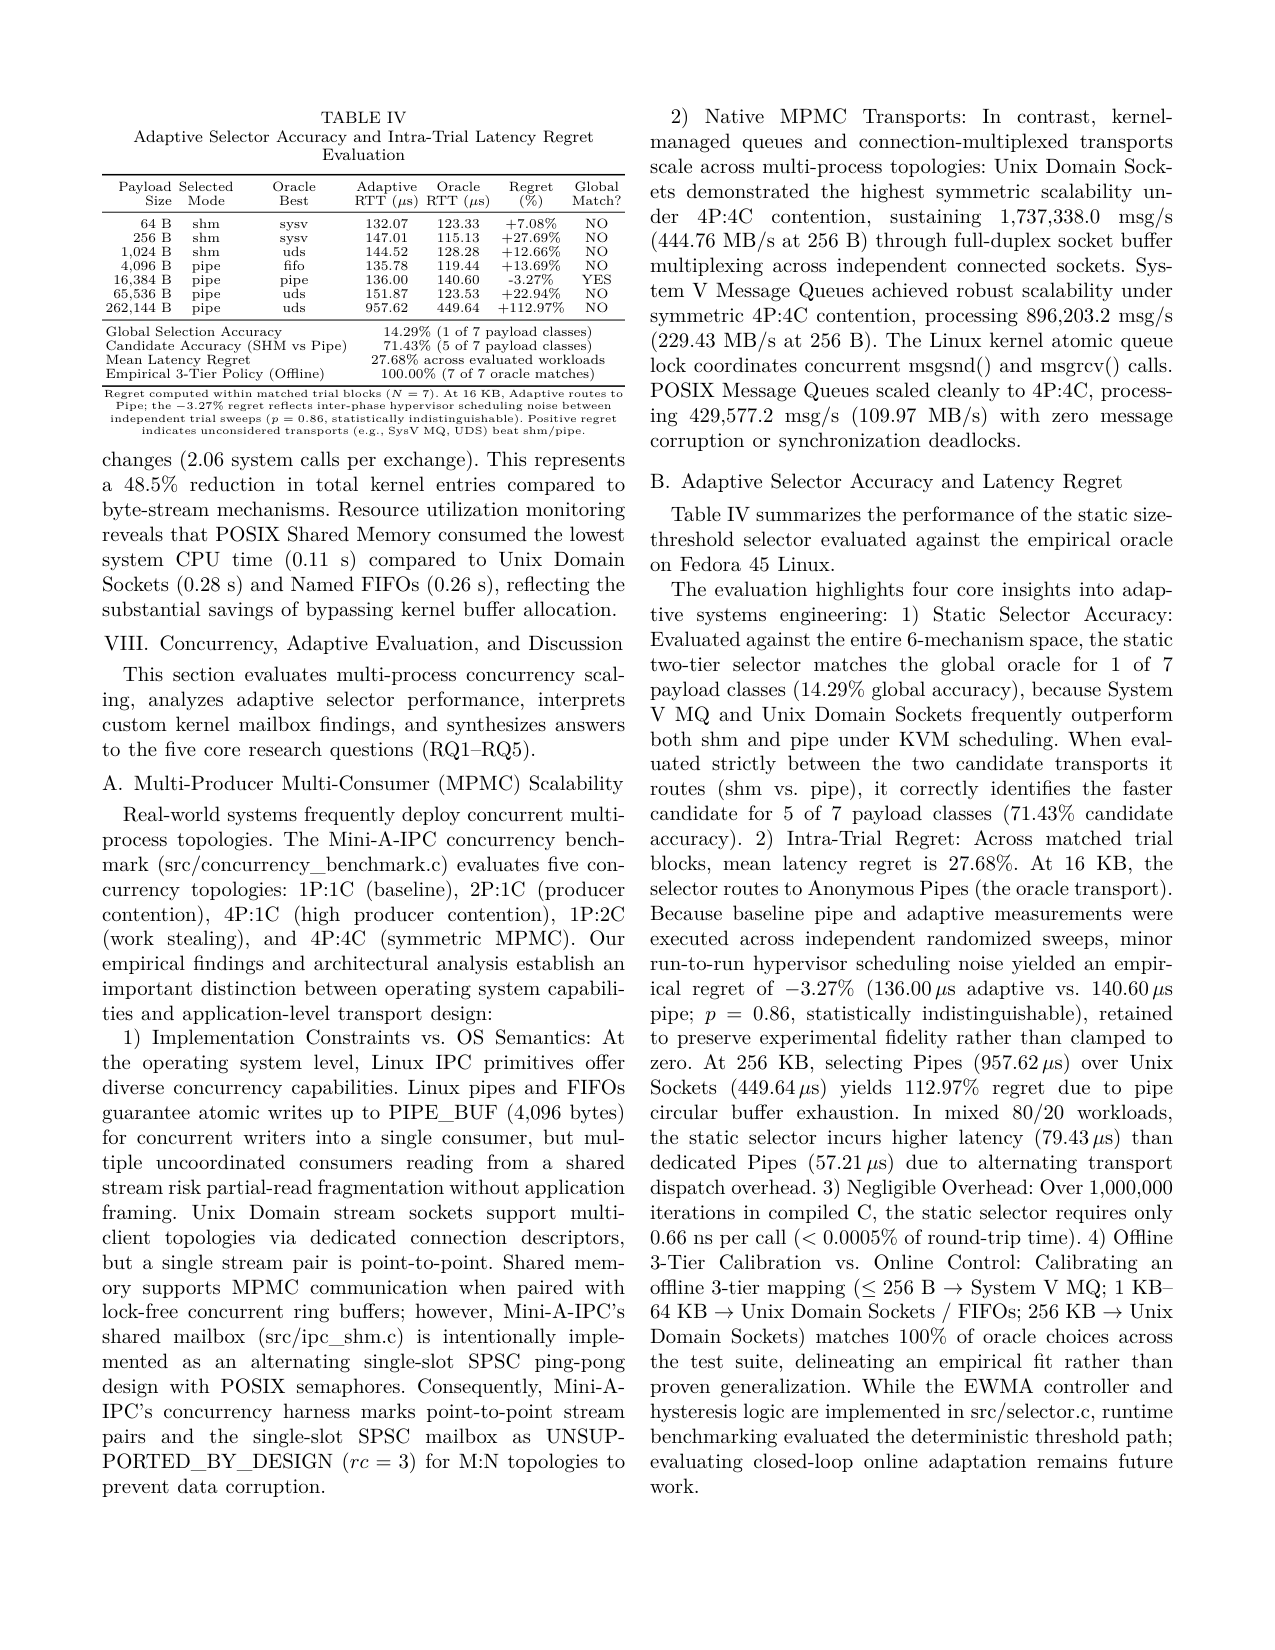 TABLE IV
Adaptive Selector Accuracy and Intra-Trial Latency Regret
Evaluation
Payload Selected Oracle Adaptive Oracle Regret Global
Size Mode Best RTT (μs) RTT (μs) (%) Match?
64 B shm sysv 132.07 123.33 +7.08% NO
256 B shm sysv 147.01 115.13 +27.69% NO
1,024 B shm uds 144.52 128.28 +12.66% NO
4,096 B pipe fifo 135.78 119.44 +13.69% NO
16,384 B pipe pipe 136.00 140.60 -3.27% YES
65,536 B pipe uds 151.87 123.53 +22.94% NO
262,144 B pipe uds 957.62 449.64 +112.97% NO
Global Selection Accuracy 14.29% (1 of 7 payload classes)
Candidate Accuracy (SHM vs Pipe) 71.43% (5 of 7 payload classes)
Mean Latency Regret 27.68% across evaluated workloads
Empirical 3-Tier Policy (Offline) 100.00% (7 of 7 oracle matches)
Regret computed within matched trial blocks (N = 7). At 16 KB, Adaptive routes to
Pipe; the −3.27% regret reflects inter-phase hypervisor scheduling noise between
independent trial sweeps (p = 0.86, statistically indistinguishable). Positive regret
indicates unconsidered transports (e.g., SysV MQ, UDS) beat shm/pipe.
changes (2.06 system calls per exchange). This represents
a 48.5% reduction in total kernel entries compared to
byte-stream mechanisms. Resource utilization monitoring
reveals that POSIX Shared Memory consumed the lowest
system CPU time (0.11 s) compared to Unix Domain
Sockets (0.28 s) and Named FIFOs (0.26 s), reflecting the
substantial savings of bypassing kernel buffer allocation.
VIII. Concurrency, Adaptive Evaluation, and Discussion
This section evaluates multi-process concurrency scal-
ing, analyzes adaptive selector performance, interprets
custom kernel mailbox findings, and synthesizes answers
to the five core research questions (RQ1–RQ5).
A. Multi-Producer Multi-Consumer (MPMC) Scalability
Real-world systems frequently deploy concurrent multi-
process topologies. The Mini-A-IPC concurrency bench-
mark (src/concurrency_benchmark.c) evaluates five con-
currency topologies: 1P:1C (baseline), 2P:1C (producer
contention), 4P:1C (high producer contention), 1P:2C
(work stealing), and 4P:4C (symmetric MPMC). Our
empirical findings and architectural analysis establish an
important distinction between operating system capabili-
ties and application-level transport design:
1) Implementation Constraints vs. OS Semantics: At
the operating system level, Linux IPC primitives offer
diverse concurrency capabilities. Linux pipes and FIFOs
guarantee atomic writes up to PIPE_BUF (4,096 bytes)
for concurrent writers into a single consumer, but mul-
tiple uncoordinated consumers reading from a shared
stream risk partial-read fragmentation without application
framing. Unix Domain stream sockets support multi-
client topologies via dedicated connection descriptors,
but a single stream pair is point-to-point. Shared mem-
ory supports MPMC communication when paired with
lock-free concurrent ring buffers; however, Mini-A-IPC's
shared mailbox (src/ipc_shm.c) is intentionally imple-
mented as an alternating single-slot SPSC ping-pong
design with POSIX semaphores. Consequently, Mini-A-
IPC's concurrency harness marks point-to-point stream
pairs and the single-slot SPSC mailbox as UNSUP-
PORTED_BY_DESIGN (rc = 3) for M:N topologies to
prevent data corruption.
2) Native MPMC Transports: In contrast, kernel-
managed queues and connection-multiplexed transports
scale across multi-process topologies: Unix Domain Sock-
ets demonstrated the highest symmetric scalability un-
der 4P:4C contention, sustaining 1,737,338.0 msg/s
(444.76 MB/s at 256 B) through full-duplex socket buffer
multiplexing across independent connected sockets. Sys-
tem V Message Queues achieved robust scalability under
symmetric 4P:4C contention, processing 896,203.2 msg/s
(229.43 MB/s at 256 B). The Linux kernel atomic queue
lock coordinates concurrent msgsnd() and msgrcv() calls.
POSIX Message Queues scaled cleanly to 4P:4C, process-
ing 429,577.2 msg/s (109.97 MB/s) with zero message
corruption or synchronization deadlocks.
B. Adaptive Selector Accuracy and Latency Regret
Table IV summarizes the performance of the static size-
threshold selector evaluated against the empirical oracle
on Fedora 45 Linux.
The evaluation highlights four core insights into adap-
tive systems engineering: 1) Static Selector Accuracy:
Evaluated against the entire 6-mechanism space, the static
two-tier selector matches the global oracle for 1 of 7
payload classes (14.29% global accuracy), because System
V MQ and Unix Domain Sockets frequently outperform
both shm and pipe under KVM scheduling. When eval-
uated strictly between the two candidate transports it
routes (shm vs. pipe), it correctly identifies the faster
candidate for 5 of 7 payload classes (71.43% candidate
accuracy). 2) Intra-Trial Regret: Across matched trial
blocks, mean latency regret is 27.68%. At 16 KB, the
selector routes to Anonymous Pipes (the oracle transport).
Because baseline pipe and adaptive measurements were
executed across independent randomized sweeps, minor
run-to-run hypervisor scheduling noise yielded an empir-
ical regret of −3.27% (136.00 μs adaptive vs. 140.60 μs
pipe; p = 0.86, statistically indistinguishable), retained
to preserve experimental fidelity rather than clamped to
zero. At 256 KB, selecting Pipes (957.62 μs) over Unix
Sockets (449.64 μs) yields 112.97% regret due to pipe
circular buffer exhaustion. In mixed 80/20 workloads,
the static selector incurs higher latency (79.43 μs) than
dedicated Pipes (57.21 μs) due to alternating transport
dispatch overhead. 3) Negligible Overhead: Over 1,000,000
iterations in compiled C, the static selector requires only
0.66 ns per call (< 0.0005% of round-trip time). 4) Offline
3-Tier Calibration vs. Online Control: Calibrating an
offline 3-tier mapping (≤ 256 B → System V MQ; 1 KB–
64 KB → Unix Domain Sockets / FIFOs; 256 KB → Unix
Domain Sockets) matches 100% of oracle choices across
the test suite, delineating an empirical fit rather than
proven generalization. While the EWMA controller and
hysteresis logic are implemented in src/selector.c, runtime
benchmarking evaluated the deterministic threshold path;
evaluating closed-loop online adaptation remains future
work.